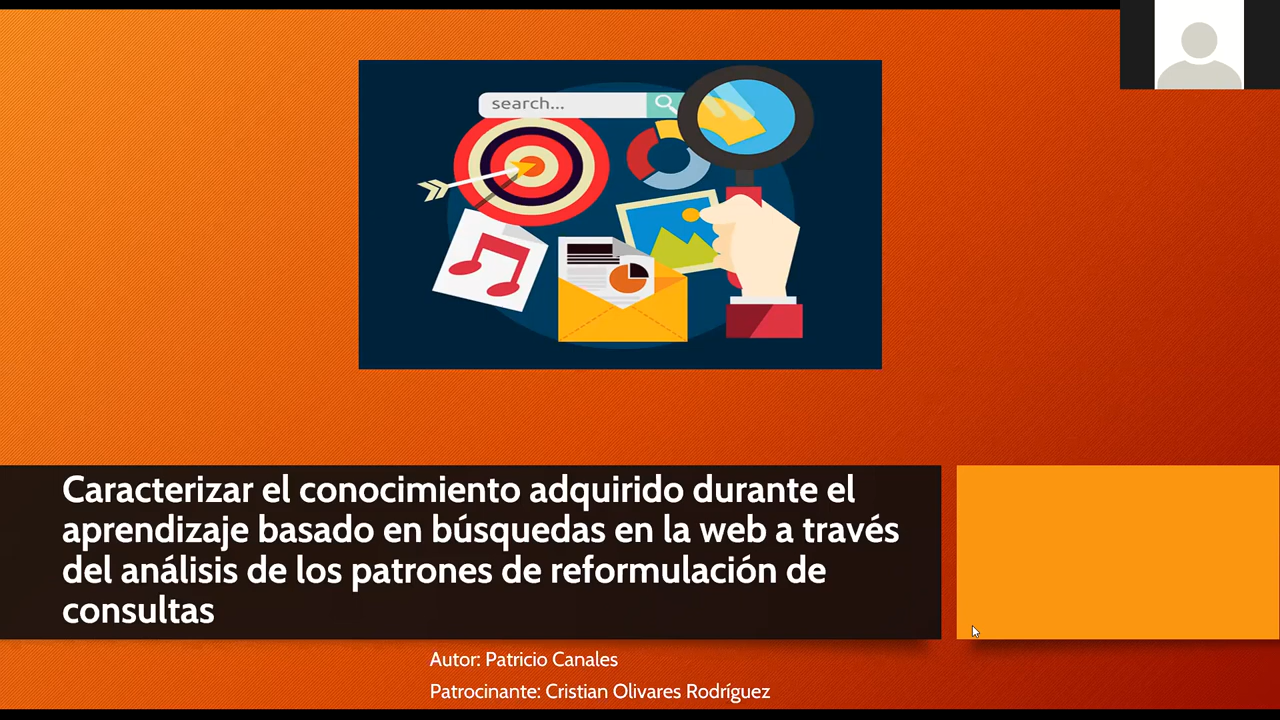 search...
Caracterizar el conocimiento adquirido durante el
aprendizaje basado en búsquedas en la web a través
del análisis de los patrones de reformulación de
consultas
Autor: Patricio Canales
Patrocinante: Cristian Olivares Rodríguez